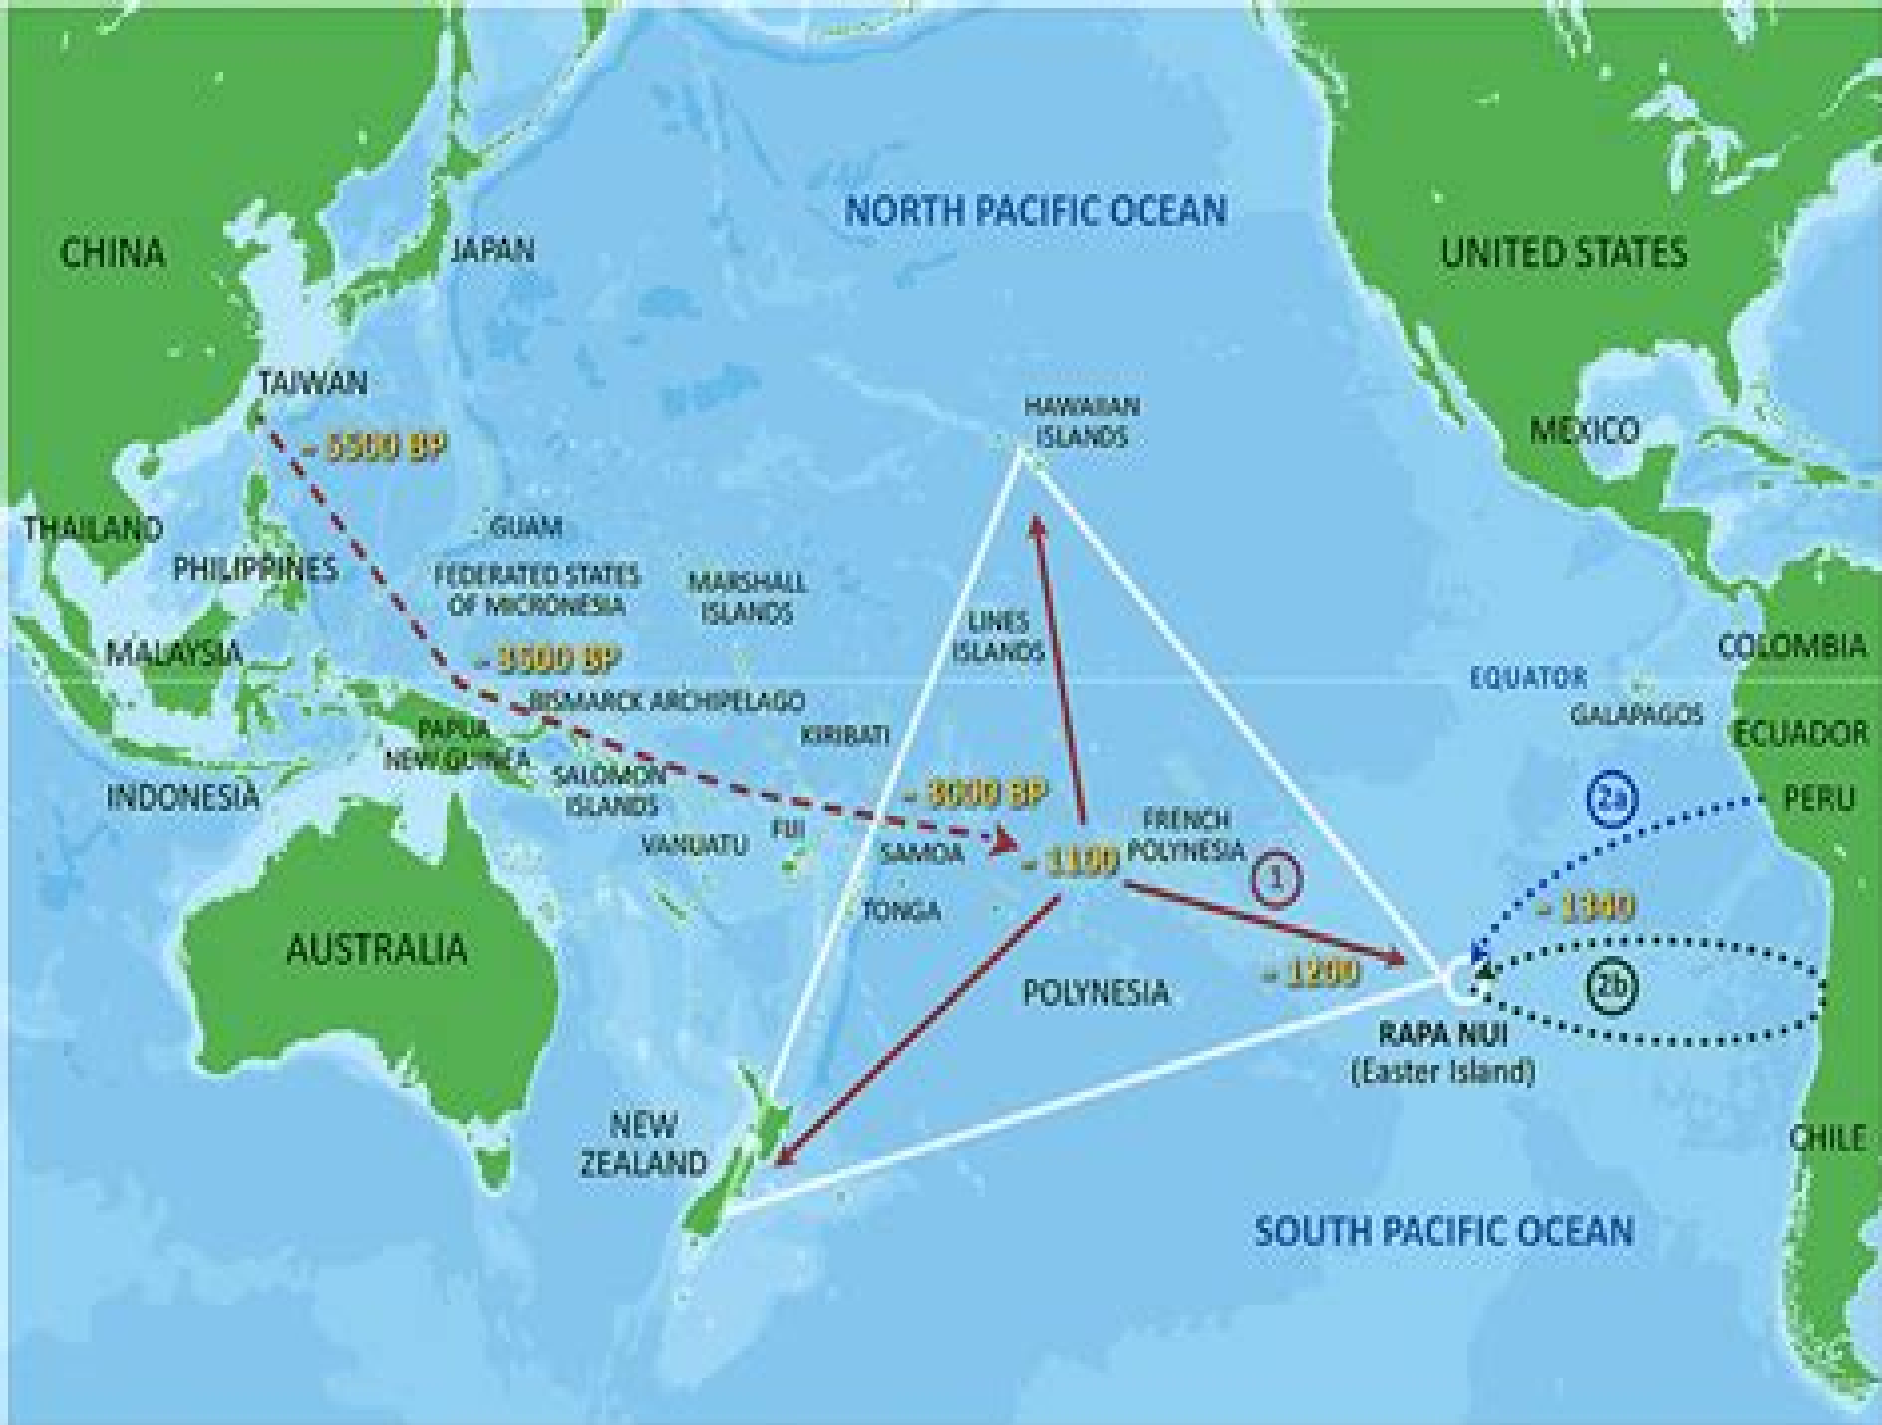 NORTH PACIFIC OCEAN
CHINA
JAPAN
UNITED STATES
TAIWAN
HAWAIIAN
ISLANDS
MEXICO
~ 5500 BP
THAILAND
GUAM
PHILIPPINES
FEDERATED STATES
OF MICRONESIA
MARSHALL
ISLANDS
LINES
ISLANDS
MALAYSIA
~ 3500 BP
COLOMBIA
EQUATOR
BISMARCK ARCHIPELAGO
GALAPAGOS
PAPUA
NEW GUINEA
KIRIBATI
ECUADOR
INDONESIA
SALOMON
ISLANDS
~ 3000 BP
2a
PERU
VANUATU
FIJI
SAMOA
~ 1100
FRENCH
POLYNESIA
1
TONGA
~ 1340
AUSTRALIA
~ 1200
POLYNESIA
2b
RAPA NUI
(Easter Island)
NEW
ZEALAND
CHILE
SOUTH PACIFIC OCEAN